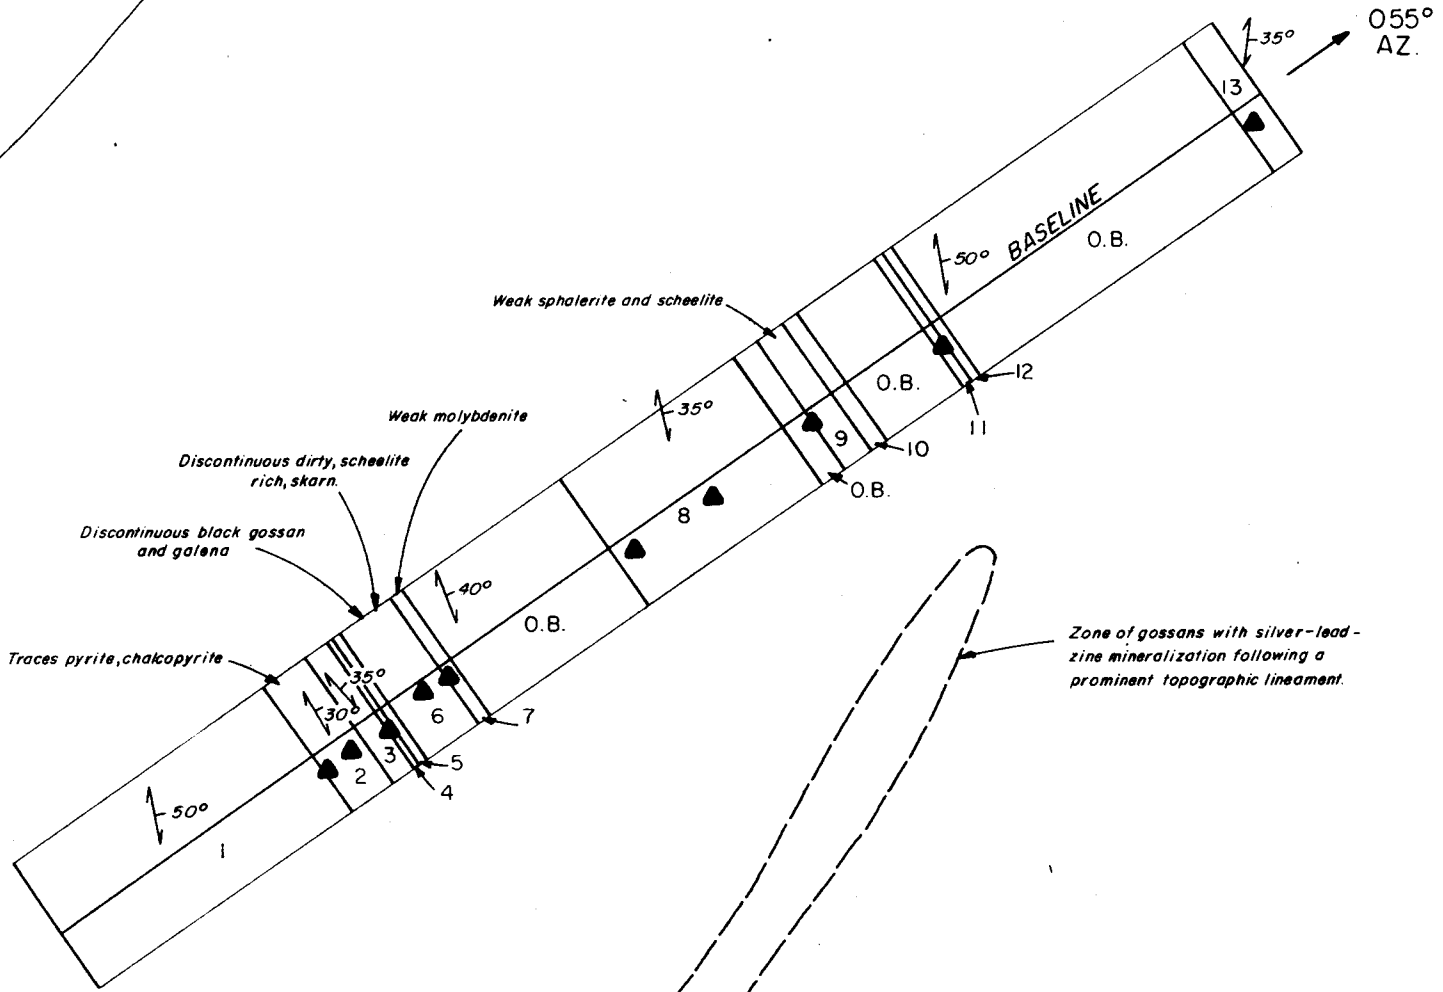 055°
AZ.
35°
13
BASELINE
O.B.
50°
Weak sphalerite and scheelite
O.B.
12
11
35°
9
10
O.B.
Weak molybdenite
8
Discontinuous dirty, scheelite
rich, skarn.
Discontinuous black gossan
and galena
40°
O.B.
Zone of gossans with silver-lead-
zine mineralization following a
prominent topographic lineament.
Traces pyrite, chalcopyrite
35°
30°
6
7
3
2
5
4
50°
1